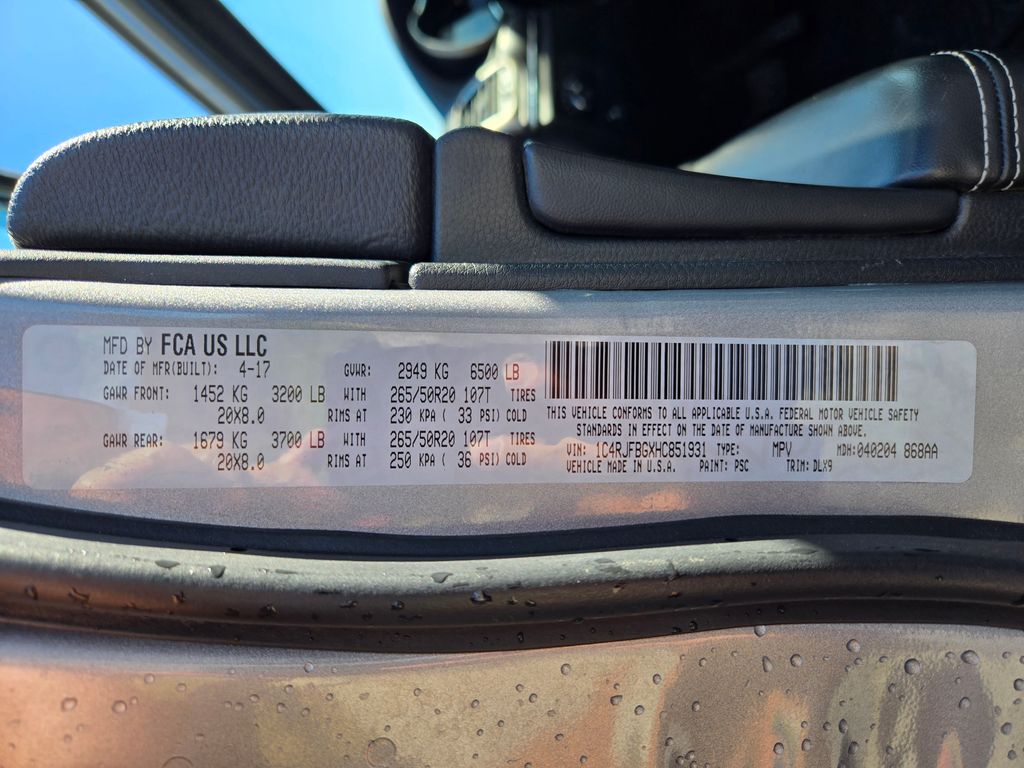 MFD BY FCA US LLC
DATE OF MFR(BUILT): 4-17 GVWR: 2949 KG 6500 LB
GAWR FRONT: 1452 KG 3200 LB WITH 265/50R20 107T TIRES
20X8.0 RIMS AT 230 KPA ( 33 PSI) COLD
GAWR REAR: 1679 KG 3700 LB WITH 265/50R20 107T TIRES
20X8.0 RIMS AT 250 KPA ( 36 PSI) COLD
THIS VEHICLE CONFORMS TO ALL APPLICABLE U.S.A. FEDERAL MOTOR VEHICLE SAFETY
STANDARDS IN EFFECT ON THE DATE OF MANUFACTURE SHOWN ABOVE.
VIN: 1C4RJFBGXHC851931 TYPE: MPV MDH: 040204 868AA
VEHICLE MADE IN U.S.A. PAINT: PSC TRIM: DLX9